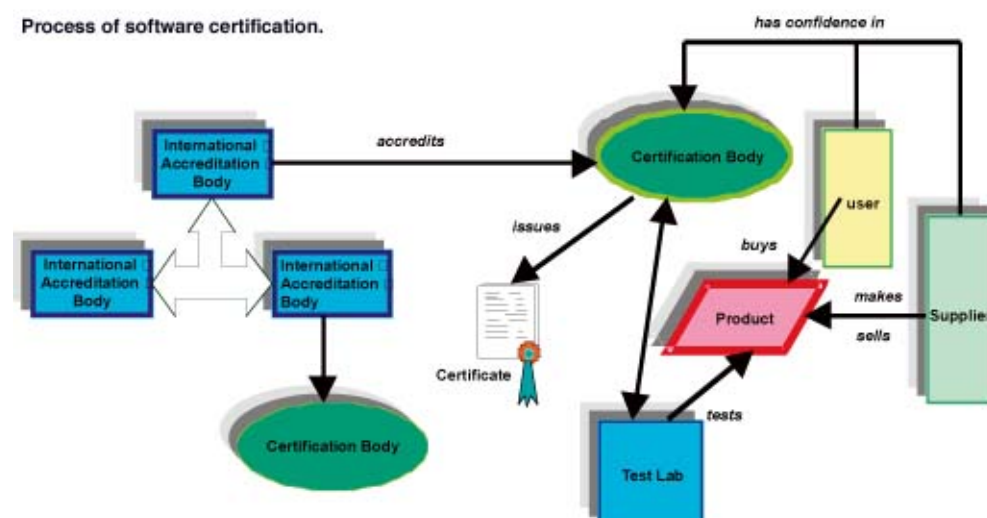 Process of software certification.
has confidence in
International
Accreditation
Body
accredits
Certification Body
user
issues
buys
International
Accreditation
Body
International
Accreditation
Body
Product
makes
sells
Supplier
Certificate
tests
Certification Body
Test Lab